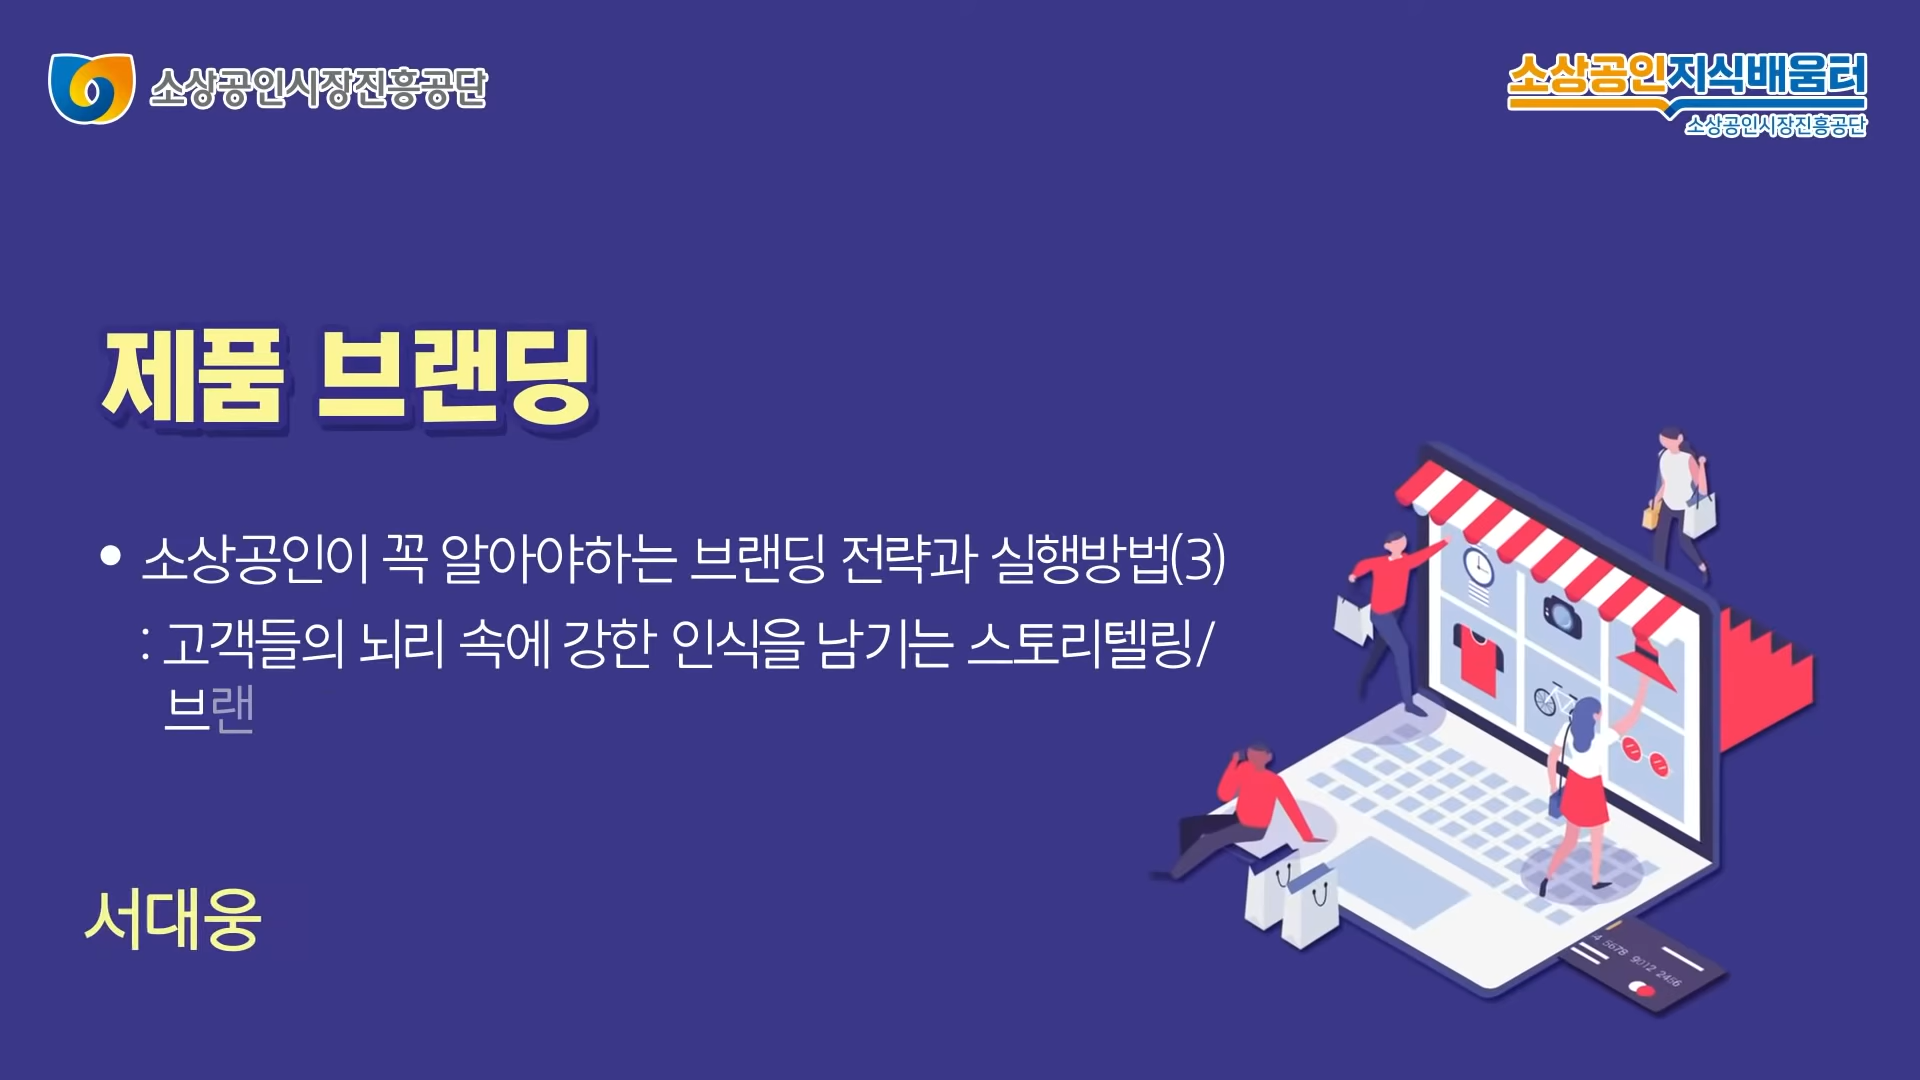 소상공인시장진흥공단
소상공인지식배움터
소상공인시장진흥공단
제품 브랜딩
• 소상공인이 꼭 알아야하는 브랜딩 전략과 실행방법(3)
: 고객들의 뇌리 속에 강한 인식을 남기는 스토리텔링/
브랜
서대웅
5678 9012 2456